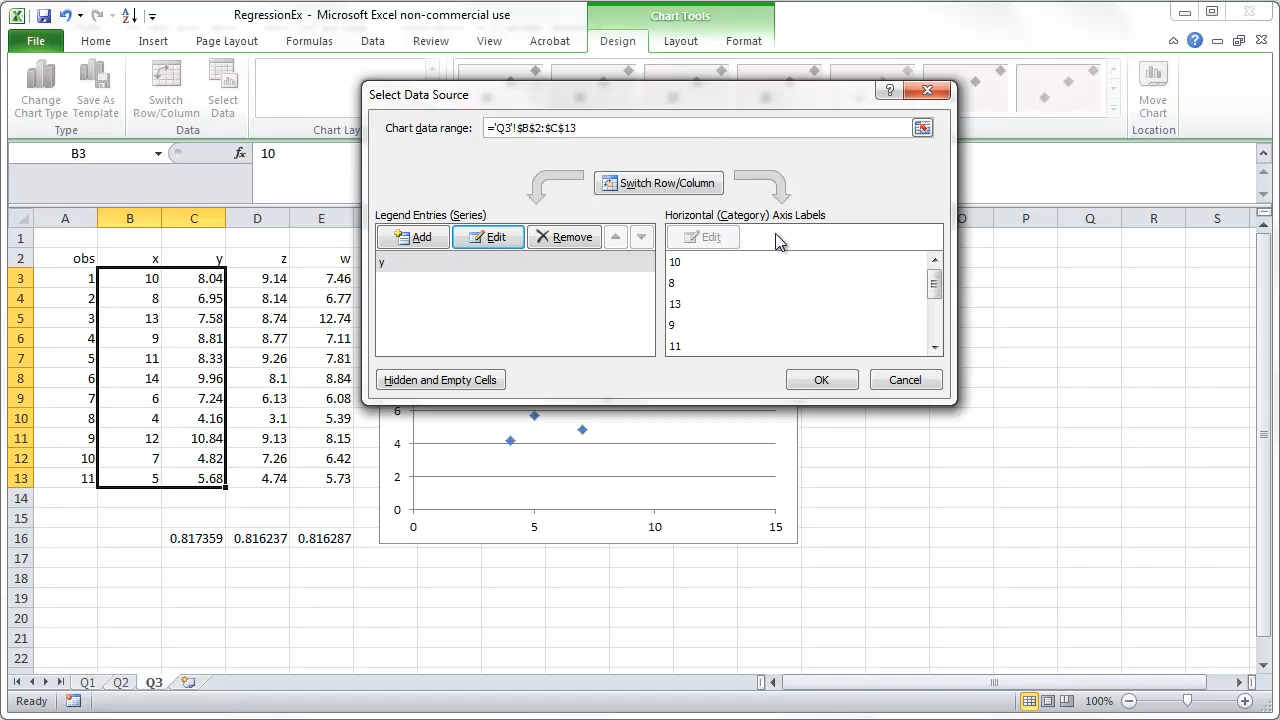 RegressionEx - Microsoft Excel non-commercial use
Chart Tools
File Home Insert Page Layout Formulas Data Review View Acrobat Design Layout Format
Change Chart Type
Save As Template
Switch Row/Column
Select Data
Move Chart
Type
Data
Chart Lay
Location
B3
fx
10
Select Data Source
Chart data range: ='Q3'!$B$2:$C$13
Switch Row/Column
Legend Entries (Series)
Horizontal (Category) Axis Labels
Add Edit Remove
Edit
y
10
8
13
9
11
Hidden and Empty Cells
OK
Cancel
A B C D E O P Q R S
1
2 obs x y z w
3 1 10 8.04 9.14 7.46
4 2 8 6.95 8.14 6.77
5 3 13 7.58 8.74 12.74
6 4 9 8.81 8.77 7.11
7 5 11 8.33 9.26 7.81
8 6 14 9.96 8.1 8.84
9 7 6 7.24 6.13 6.08
10 8 4 4.16 3.1 5.39
11 9 12 10.84 9.13 8.15
12 10 7 4.82 7.26 6.42
13 11 5 5.68 4.74 5.73
14
15
16 0.817359 0.816237 0.816287
17
18
19
20
21
22
6
4
2
0
0 5 10 15
Q1 Q2 Q3
Ready
100%